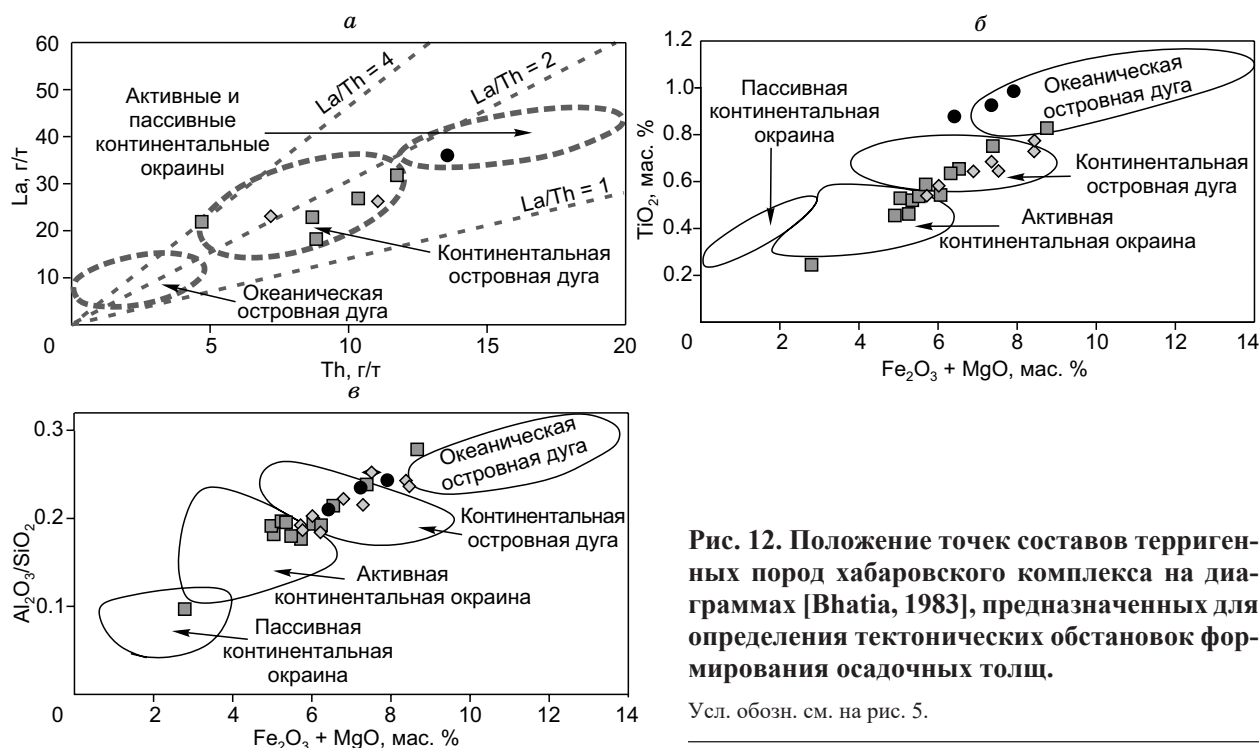 а
60
50
40
30
20
10
0
5
10
15
20
La, г/т
Th, г/т
La/Th = 4
La/Th = 2
La/Th = 1
Активные и
пассивные
континентальные
окраины
Континентальная
островная дуга
Океаническая
островная дуга
б
1.2
1.0
0.8
0.6
0.4
0.2
0
2
4
6
8
10
12
14
TiO₂, мас. %
Fe₂O₃ + MgO, мас. %
Пассивная
континентальная
окраина
Океаническая
островная дуга
Континентальная
островная дуга
Активная
континентальная окраина
в
0.3
0.2
0.1
0
2
4
6
8
10
12
14
Al₂O₃/SiO₂
Fe₂O₃ + MgO, мас. %
Океаническая
островная дуга
Континентальная
островная дуга
Активная
континентальная окраина
Пассивная
континентальная
окраина
Рис. 12. Положение точек составов терриген-
ных пород хабаровского комплекса на диа-
граммах [Bhatia, 1983], предназначенных для
определения тектонических обстановок фор-
мирования осадочных толщ.
Усл. обозн. см. на рис. 5.